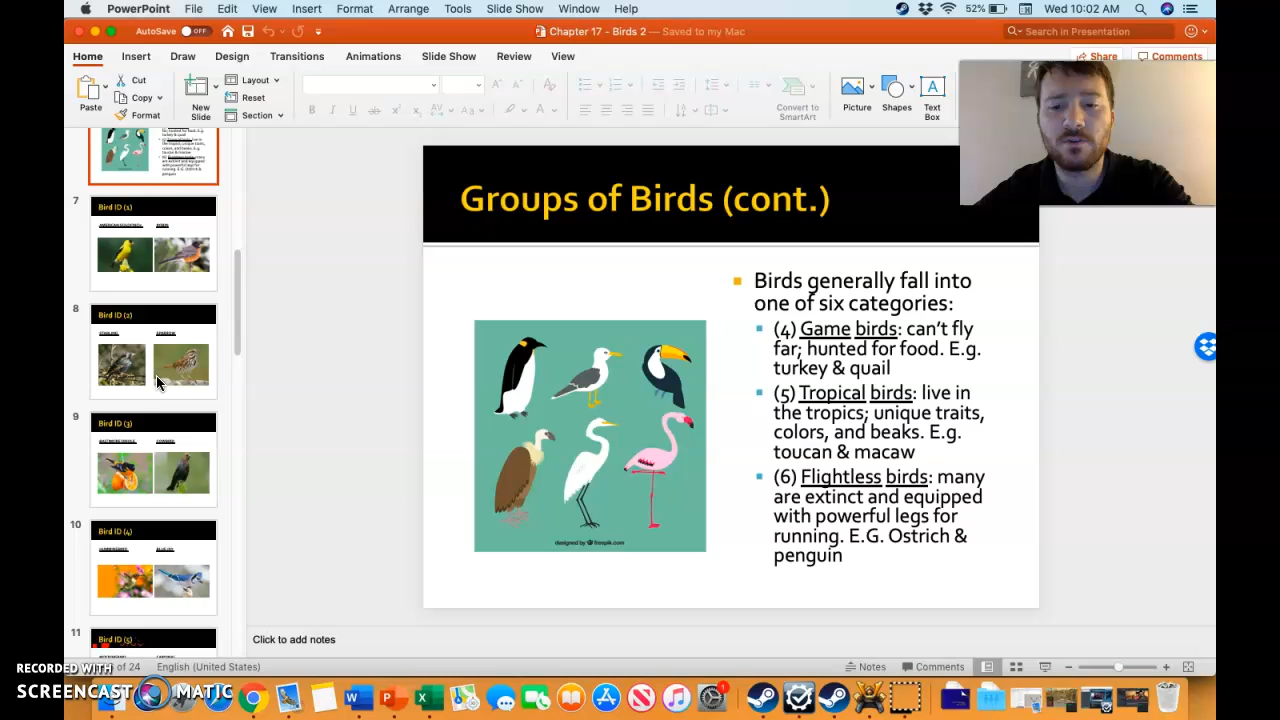 PowerPoint File Edit View Insert Format Arrange Tools Slide Show Window Help 52% Wed 10:02 AM
AutoSave OFF Chapter 17 - Birds 2 — Saved to my Mac Search in Presentation
Home Insert Draw Design Transitions Animations Slide Show Review View Share Comments
Paste Cut Copy Format
New Slide Layout Reset Section
Convert to SmartArt
Picture Shapes Text Box
7 Bird ID (1)
8 Bird ID (2)
9 Bird ID (3)
10 Bird ID (4)
11 Bird ID (5)
Groups of Birds (cont.)
Birds generally fall into
one of six categories:
(4) Game birds: can't fly
far; hunted for food. E.g.
turkey & quail
(5) Tropical birds: live in
the tropics; unique traits,
colors, and beaks. E.g.
toucan & macaw
(6) Flightless birds: many
are extinct and equipped
with powerful legs for
running. E.G. Ostrich &
penguin
designed by freepik.com
Click to add notes
of 24 English (United States) Notes Comments
RECORDED WITH
SCREENCAST MATIC